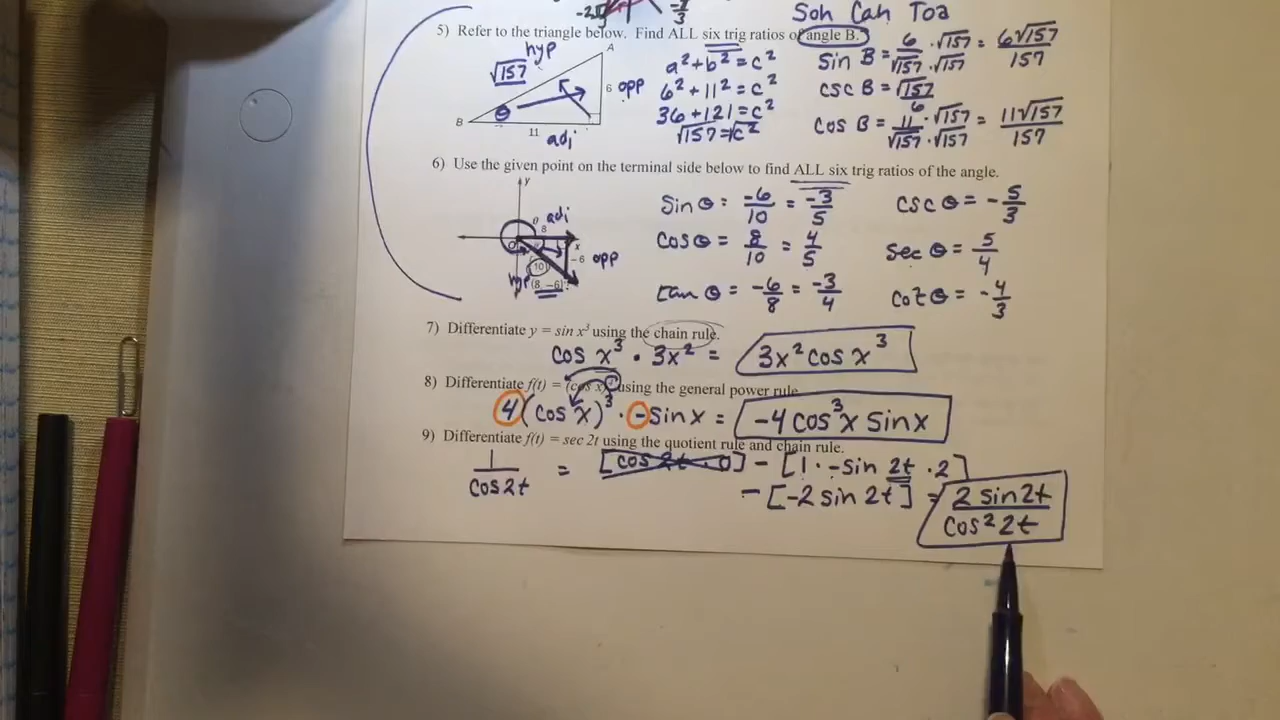 Soh Cah Toa
5) Refer to the triangle below. Find ALL six trig ratios of angle B.
hyp
√157
A
6 opp
B
θ
11
adj
a² + b² = c²
6² + 11² = c²
36 + 121 = c²
√157 = √c²
Sin B = 6/√157 · √157/√157 = 6√157/157
CSC B = √157/6
Cos B = 11/√157 · √157/√157 = 11√157/157
6) Use the given point on the terminal side below to find ALL six trig ratios of the angle.
y
θ
adj
8
x
-6 opp
10
hyp
(8, -6)
Sin θ = -6/10 = -3/5
Cos θ = 8/10 = 4/5
tan θ = -6/8 = -3/4
CSC θ = -5/3
Sec θ = 5/4
Cot θ = -4/3
7) Differentiate y = sin x³ using the chain rule.
Cos x³ · 3x² = 3x² cos x³
8) Differentiate f(t) = (cos x)⁴ using the general power rule
4(cos x)³ · -sin x = -4 cos³x sin x
9) Differentiate f(t) = sec 2t using the quotient rule and chain rule.
1/cos 2t = [cos 2t · 0] - [1 · -sin 2t · 2]
- [-2 sin 2t] = 2 sin 2t/cos² 2t